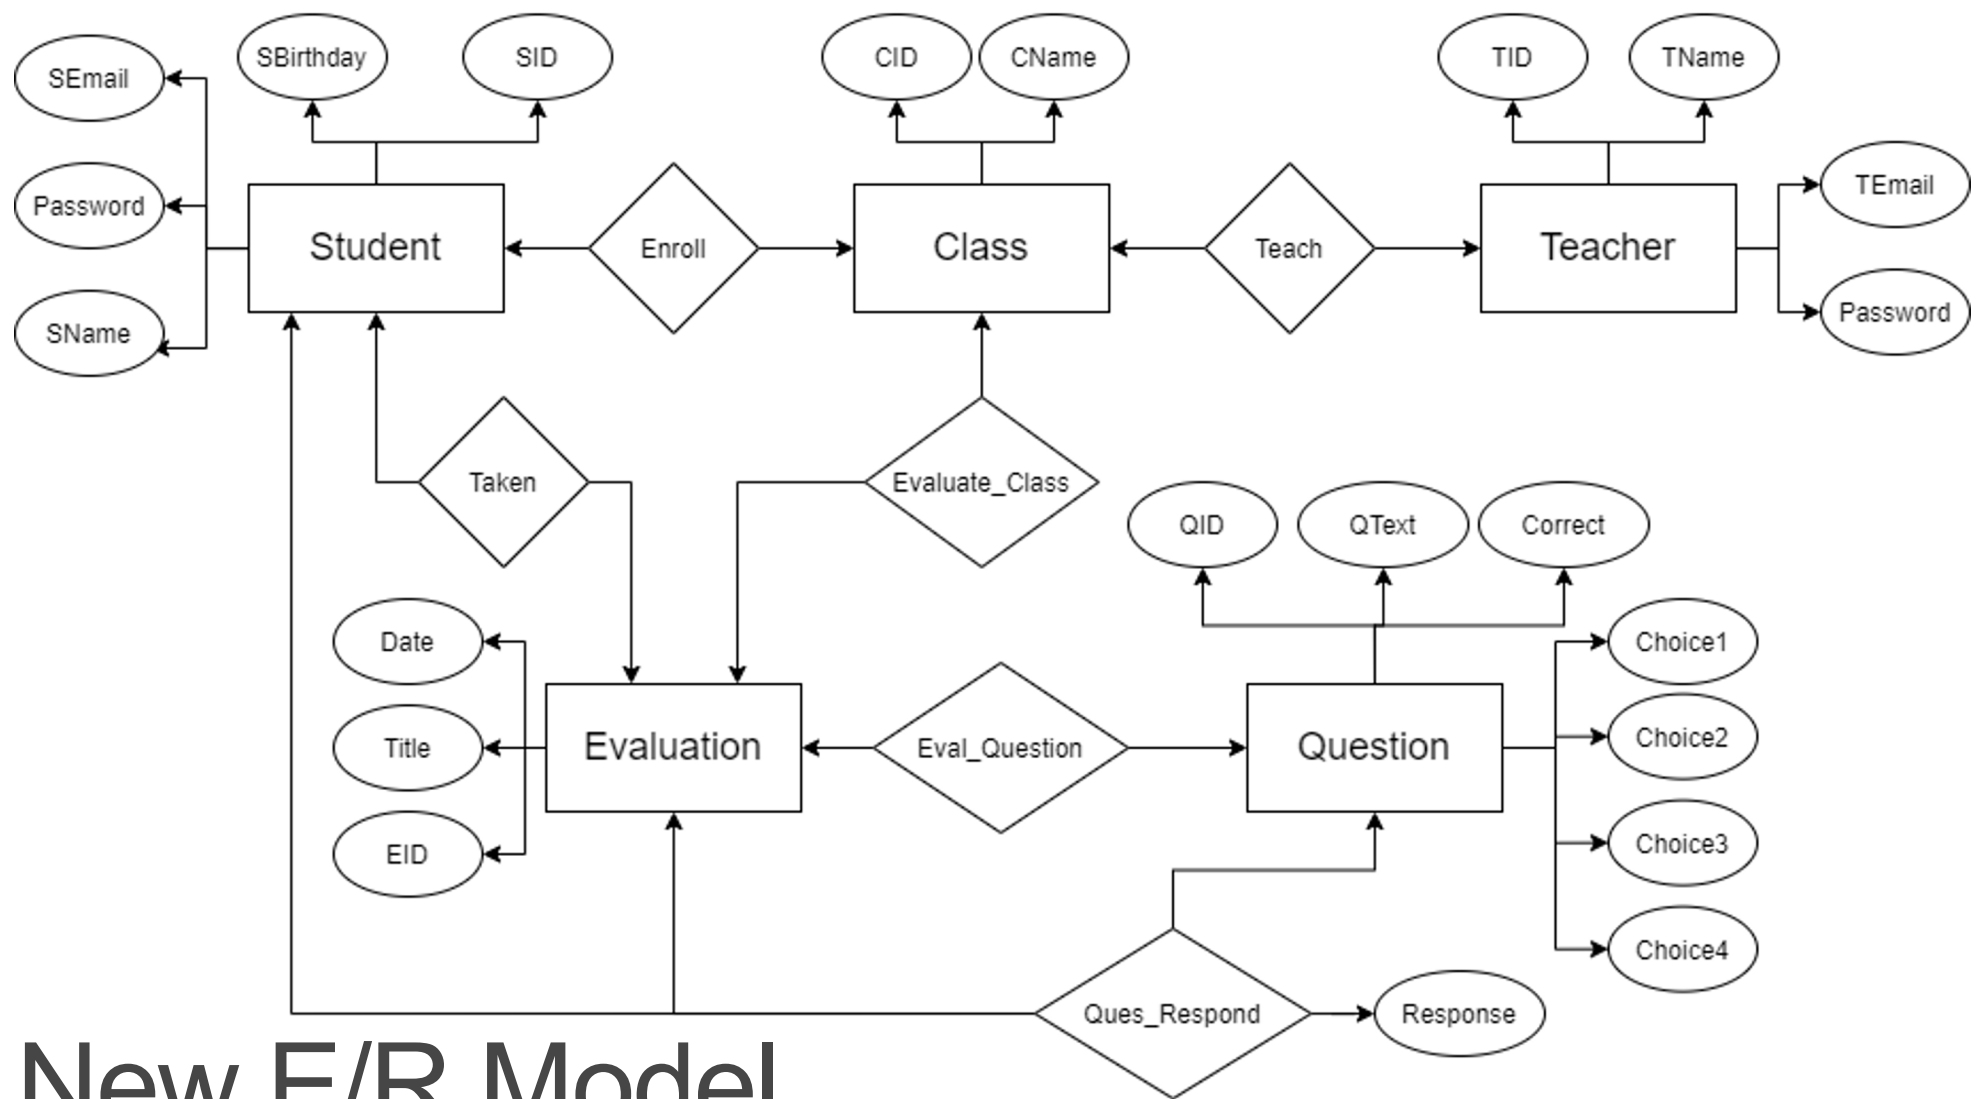 SBirthday
SID
CID
CName
TID
TName
SEmail
Password
SName
Student
Enroll
Class
Teach
Teacher
TEmail
Password
Taken
Evaluate_Class
QID
QText
Correct
Date
Title
EID
Evaluation
Eval_Question
Question
Choice1
Choice2
Choice3
Choice4
Ques_Respond
Response
New E/R Model